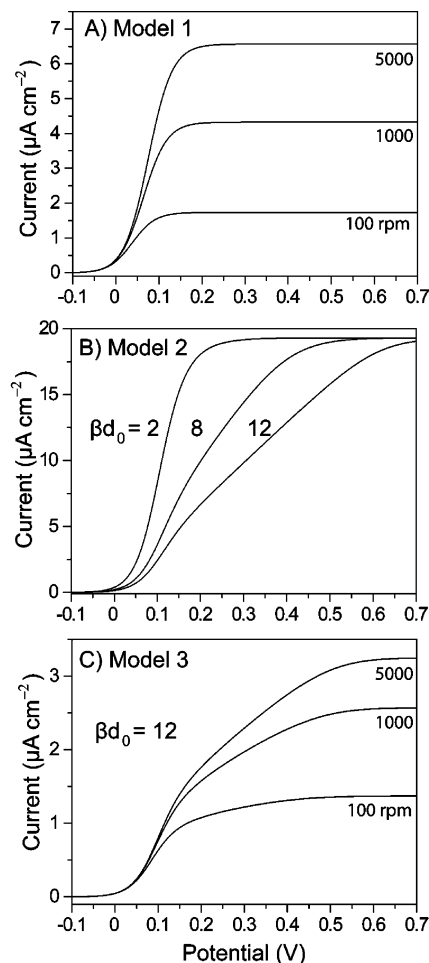 A) Model 1
Current (μA cm⁻²)
7
6
5
4
3
2
1
0
5000
1000
100 rpm
-0.1 0 0.1 0.2 0.3 0.4 0.5 0.6 0.7
B) Model 2
Current (μA cm⁻²)
20
15
10
5
0
βd₀ = 2 8 12
-0.1 0 0.1 0.2 0.3 0.4 0.5 0.6 0.7
C) Model 3
Current (μA cm⁻²)
3
2
1
0
βd₀ = 12
5000
1000
100 rpm
-0.1 0 0.1 0.2 0.3 0.4 0.5 0.6 0.7
Potential (V)